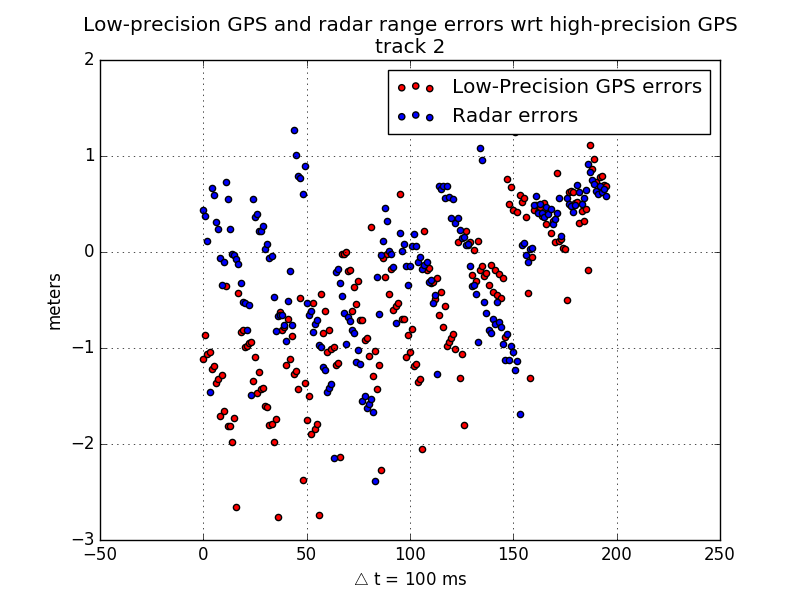 Low-precision GPS and radar range errors wrt high-precision GPS
track 2
Low-Precision GPS errors
Radar errors
2
1
0
−1
−2
−3
meters
−50 0 50 100 150 200 250
△ t = 100 ms